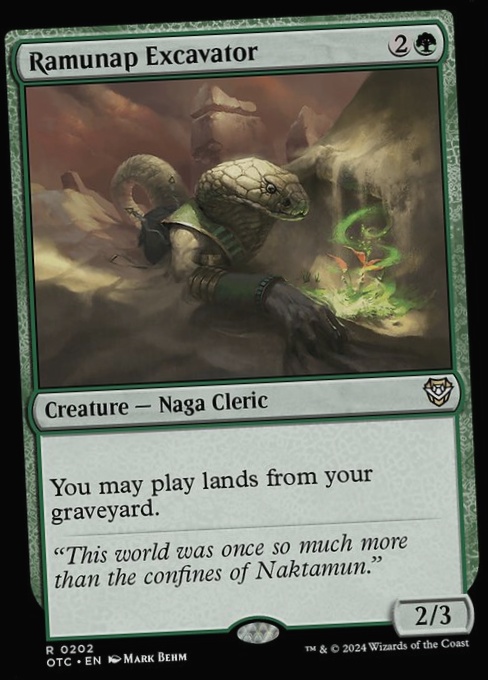 Ramunap Excavator 2
Creature — Naga Cleric
You may play lands from your
graveyard.
“This world was once so much more
than the confines of Naktamun.”
2/3
R 0202
OTC • EN Mark Behm
™ & © 2024 Wizards of the Coast